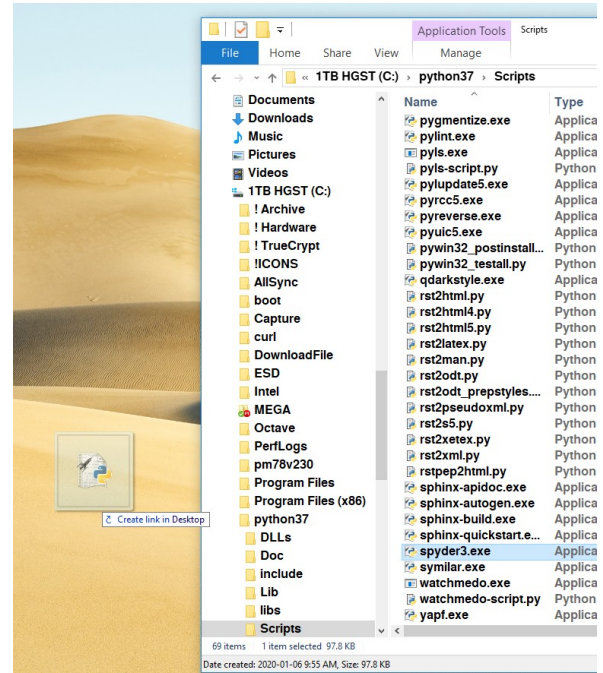 Application Tools Scripts
File Home Share View Manage
« 1TB HGST (C:) › python37 › Scripts
Documents
Downloads
Music
Pictures
Videos
1TB HGST (C:)
! Archive
! Hardware
! TrueCrypt
!ICONS
AllSync
boot
Capture
curl
DownloadFile
ESD
Intel
MEGA
Octave
PerfLogs
pm78v230
Program Files
Program Files (x86)
python37
DLLs
Doc
include
Lib
libs
Scripts
Name Type
pygmentize.exe Applica
pylint.exe Applica
pyls.exe Applica
pyls-script.py Python
pylupdate5.exe Applica
pyrcc5.exe Applica
pyreverse.exe Applica
pyuic5.exe Applica
pywin32_postinstall... Python
pywin32_testall.py Python
qdarkstyle.exe Applica
rst2html.py Python
rst2html4.py Python
rst2html5.py Python
rst2latex.py Python
rst2man.py Python
rst2odt.py Python
rst2odt_prepstyles.... Python
rst2pseudoxml.py Python
rst2s5.py Python
rst2xetex.py Python
rst2xml.py Python
rstpep2html.py Python
sphinx-apidoc.exe Applica
sphinx-autogen.exe Applica
sphinx-build.exe Applica
sphinx-quickstart.e... Applica
spyder3.exe Applica
symilar.exe Applica
watchmedo.exe Applica
watchmedo-script.py Python
yapf.exe Applica
Create link in Desktop
69 items 1 item selected 97.8 KB
Date created: 2020-01-06 9:55 AM, Size: 97.8 KB